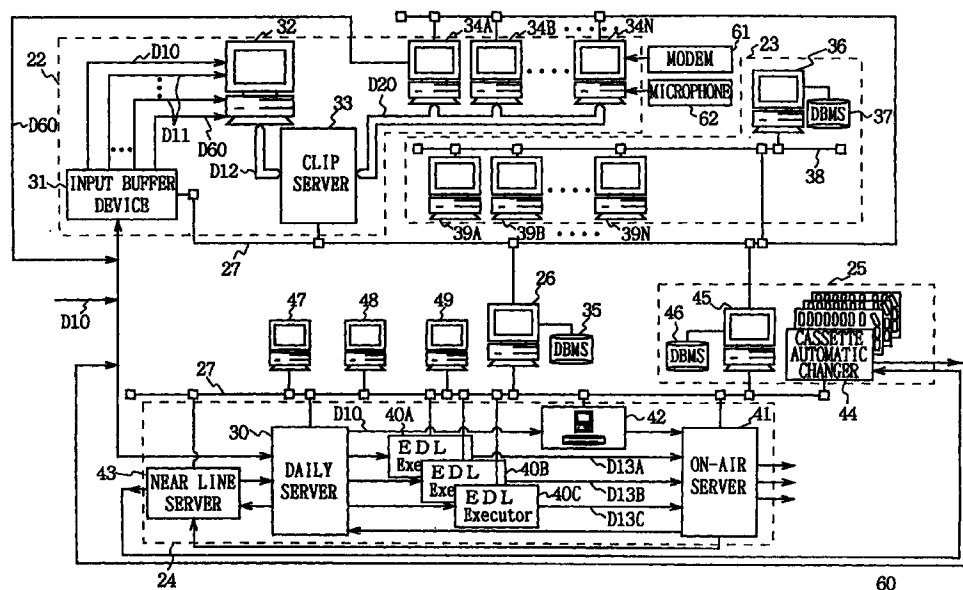 32
34A
34B
34N
61
23
36
D10
22
MODEM
33
D20
MICROPHONE
D60
D11
D60
62
DBMS
37
31
INPUT BUFFER
DEVICE
D12
CLIP
SERVER
38
39A
39B
39N
27
26
25
D10
47
48
49
35
45
46
DBMS
DBMS
CASSETTE
AUTOMATIC
CHANGER
27
44
D10
40A
42
41
30
EDL
43
DAILY
SERVER
EDL
40B
D13A
ON-AIR
SERVER
NEAR LINE
SERVER
EDL
Executor
40C
D13B
D13C
24
60